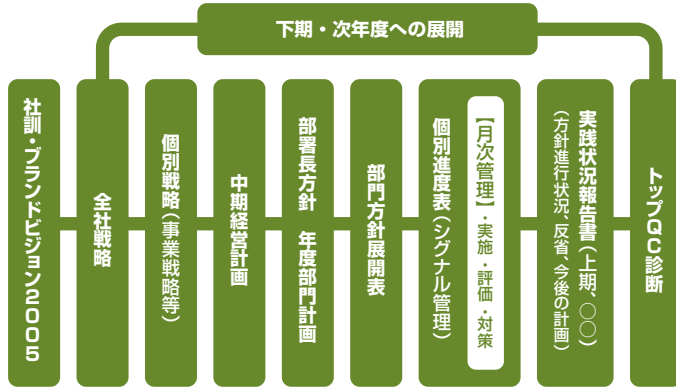 下期・次年度への展開
社訓・ブランドビジョン2005
全社戦略
個別戦略(事業戦略等)
中期経営計画
部署長方針 年度部門計画
部門方針展開表
個別進度表(シグナル管理)
【月次管理】・実施・評価・対策
実践状況報告書(上期、○○)
(方針進行状況、反省、今後の計画)
トップQC診断